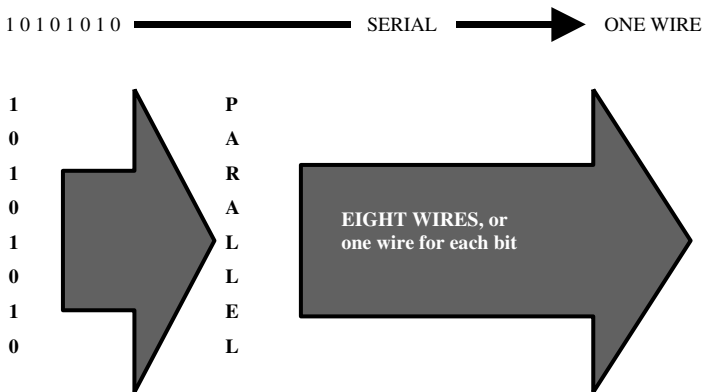 1 0 1 0 1 0 1 0 SERIAL ONE WIRE
1 P
0 A
1 R
0 A
1 L
0 L
1 E
0 L
EIGHT WIRES, or
one wire for each bit